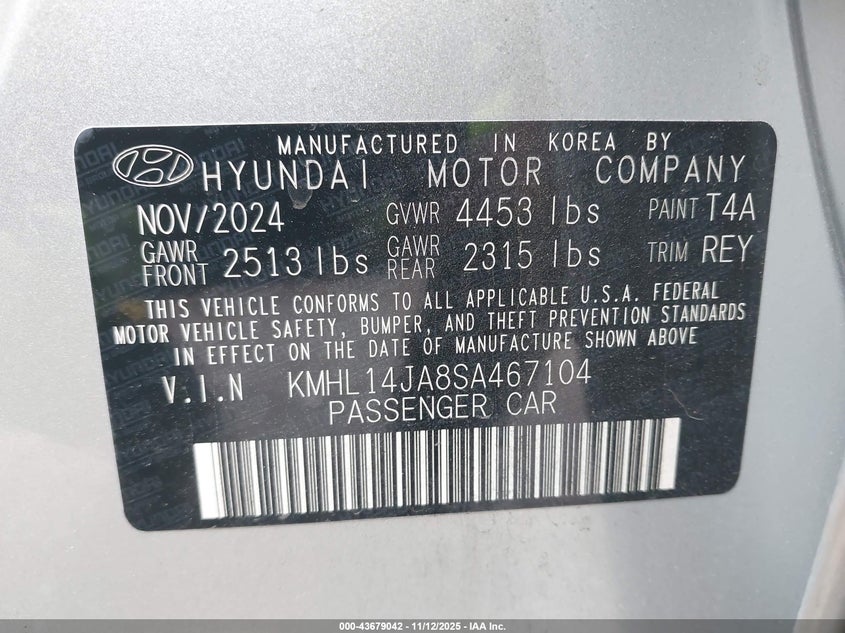 MANUFACTURED IN KOREA BY
HYUNDAI MOTOR COMPANY
NOV/2024 GVWR 4453 lbs PAINT T4A
GAWR FRONT 2513 lbs GAWR REAR 2315 lbs TRIM REY
THIS VEHICLE CONFORMS TO ALL APPLICABLE U.S.A. FEDERAL
MOTOR VEHICLE SAFETY, BUMPER, AND THEFT PREVENTION STANDARDS
IN EFFECT ON THE DATE OF MANUFACTURE SHOWN ABOVE
V.I.N KMHL14JA8SA467104
PASSENGER CAR
000-43679042 - 11/12/2025 - IAA Inc.